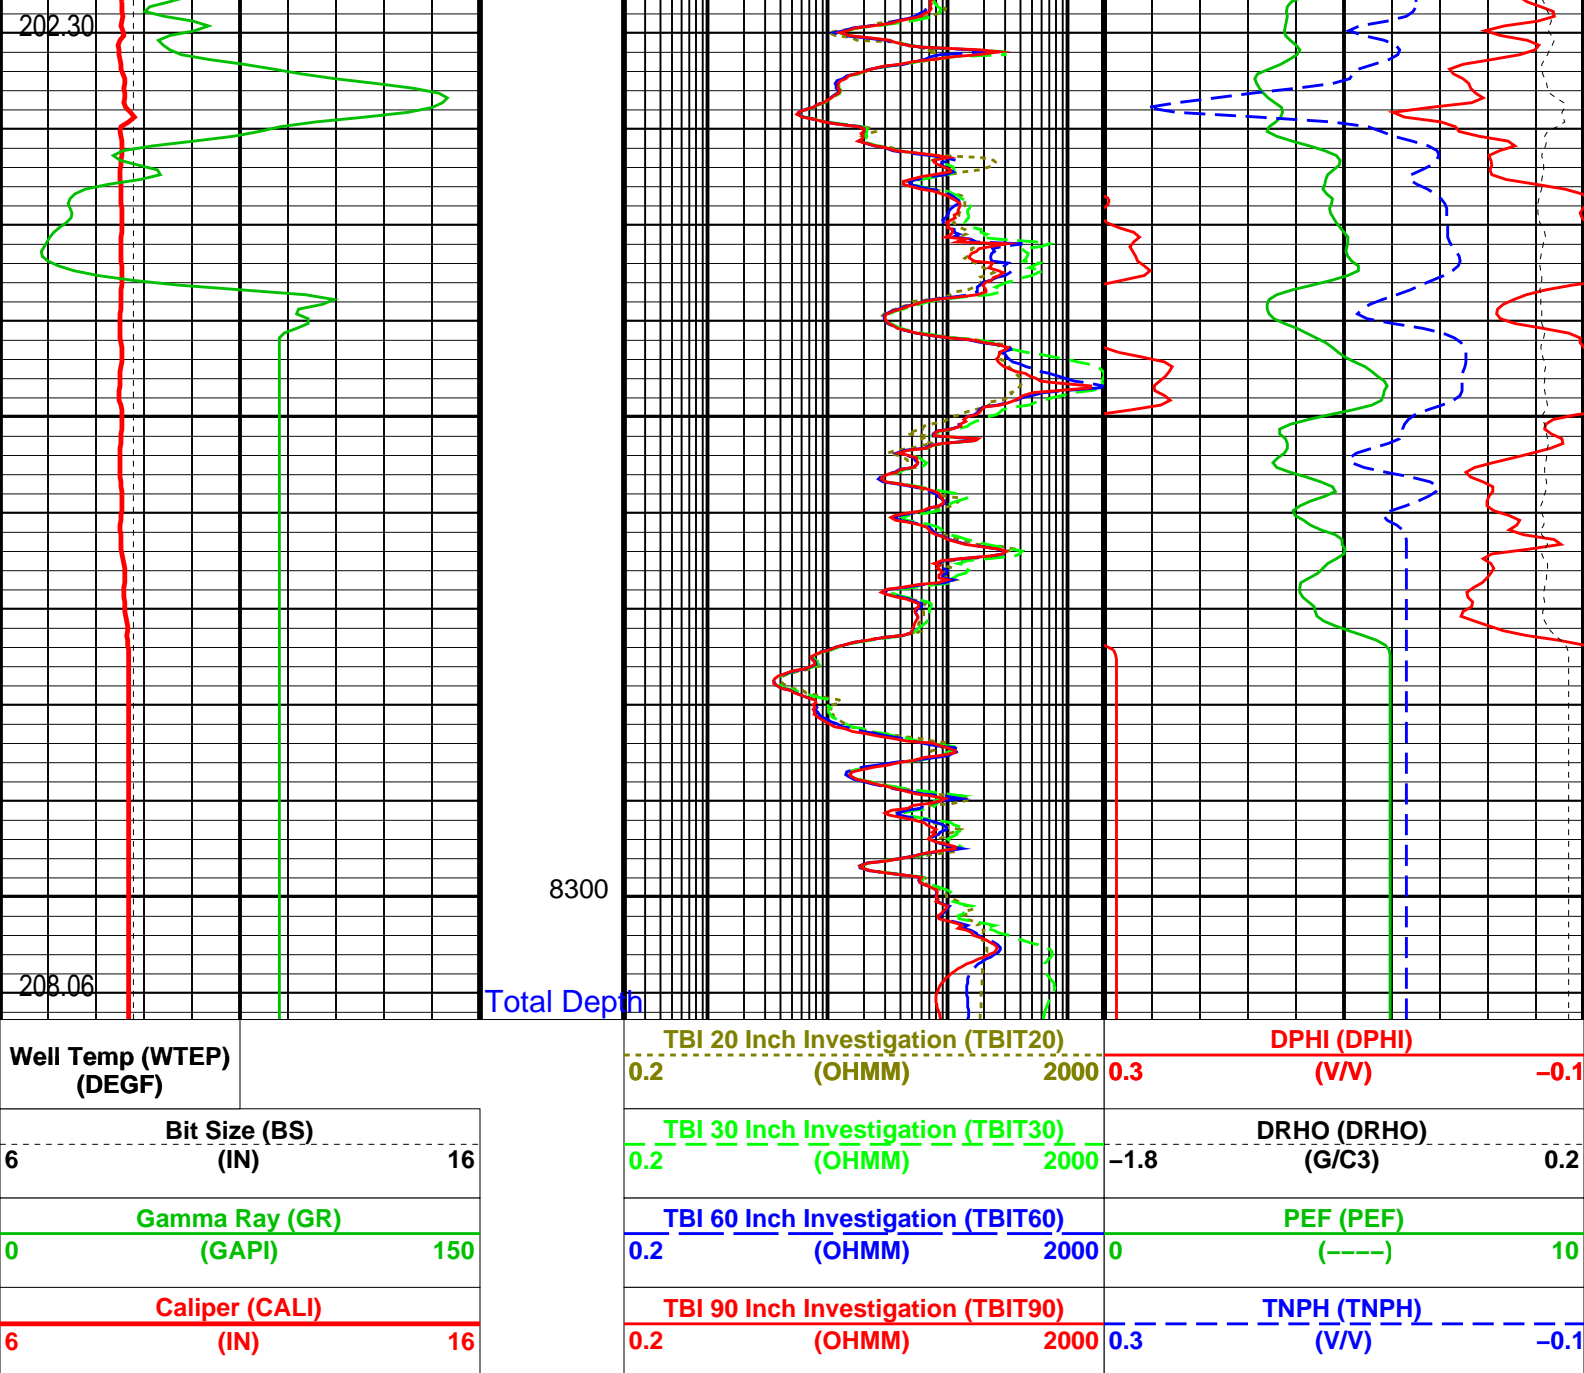 202.30
8300
208.06
Total Depth
Well Temp (WTEP)
(DEGF)
Bit Size (BS)
6 (IN) 16
Gamma Ray (GR)
0 (GAPI) 150
Caliper (CALI)
6 (IN) 16
TBI 20 Inch Investigation (TBIT20)
0.2 (OHMM) 2000
TBI 30 Inch Investigation (TBIT30)
0.2 (OHMM) 2000
TBI 60 Inch Investigation (TBIT60)
0.2 (OHMM) 2000
TBI 90 Inch Investigation (TBIT90)
0.2 (OHMM) 2000
DPHI (DPHI)
0.3 (V/V) −0.1
DRHO (DRHO)
−1.8 (G/C3) 0.2
PEF (PEF)
0 (−−−−) 10
TNPH (TNPH)
0.3 (V/V) −0.1